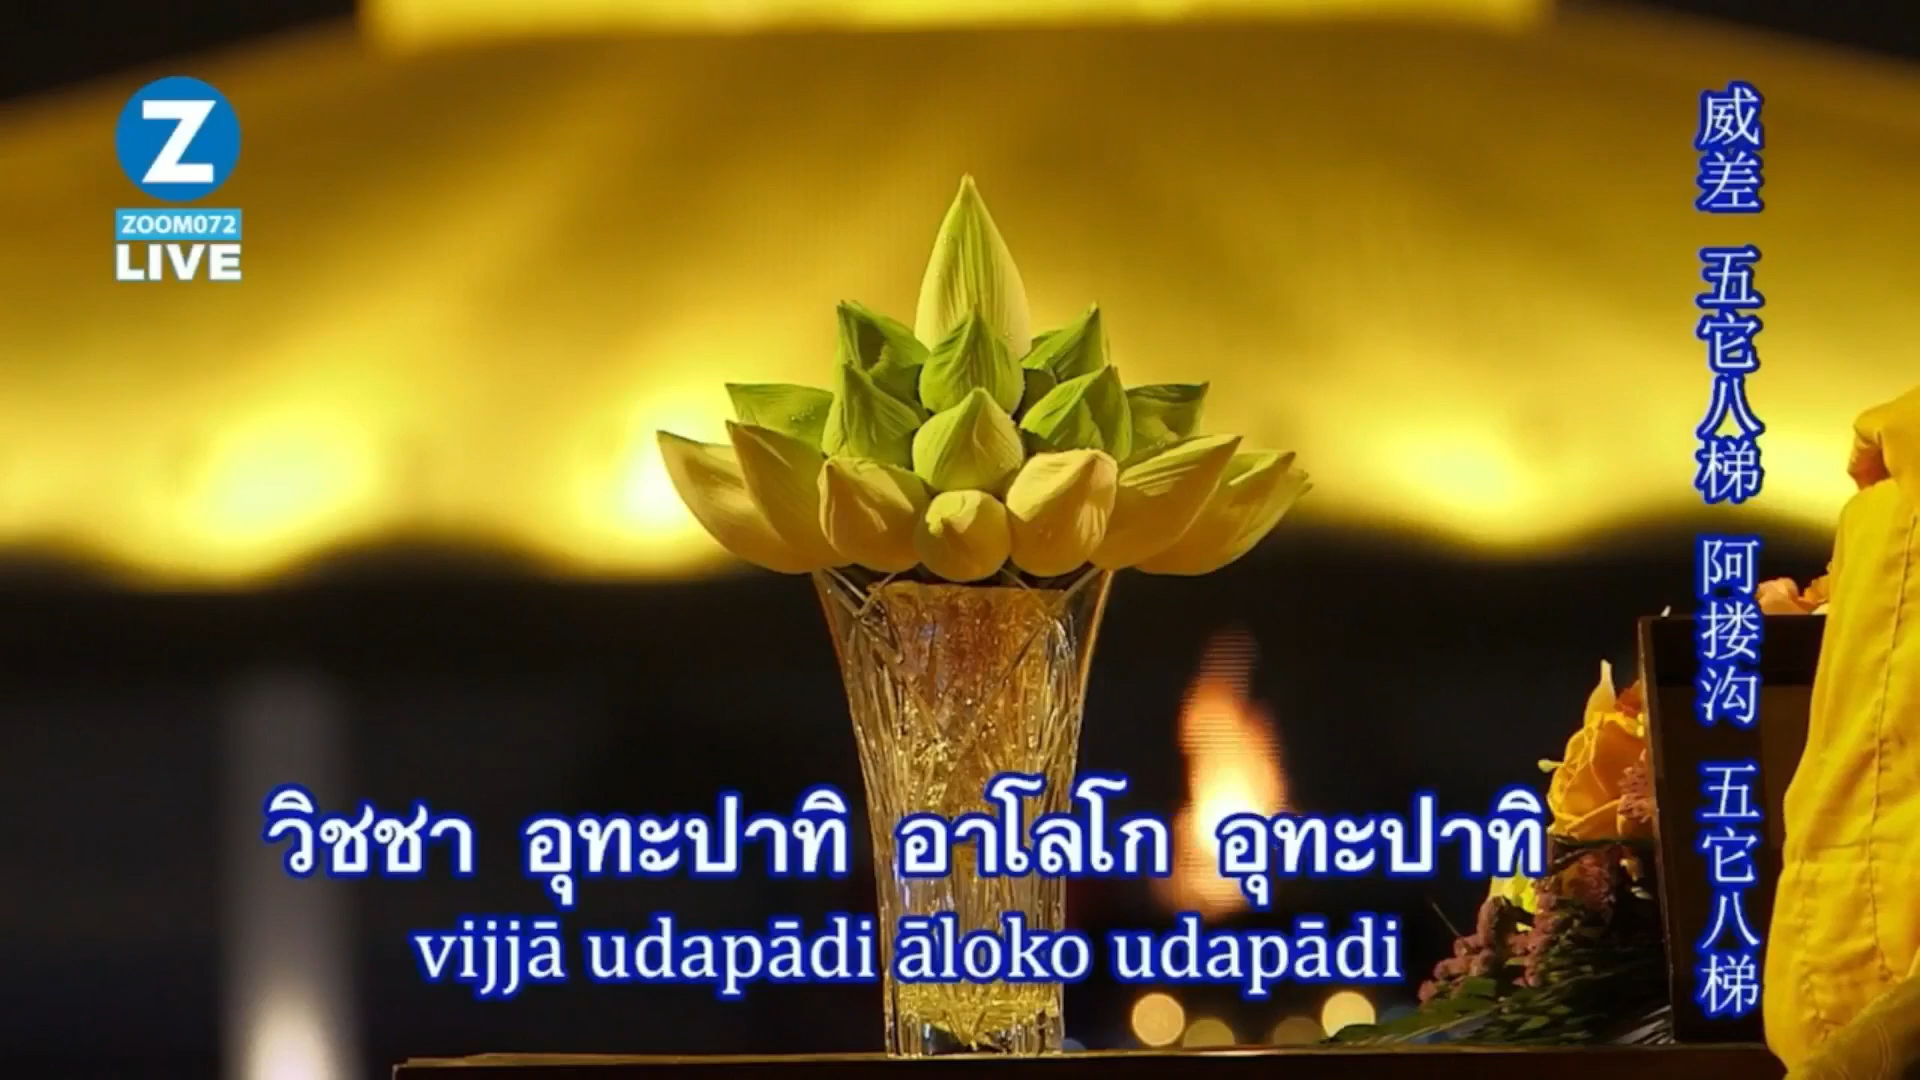 Z
ZOOM072
LIVE
威差 五它八梯 阿搂沟 五它八梯
วิชชา อุทะปาทิ อาโลโก อุทะปาทิ
vijjā udapādi āloko udapādi